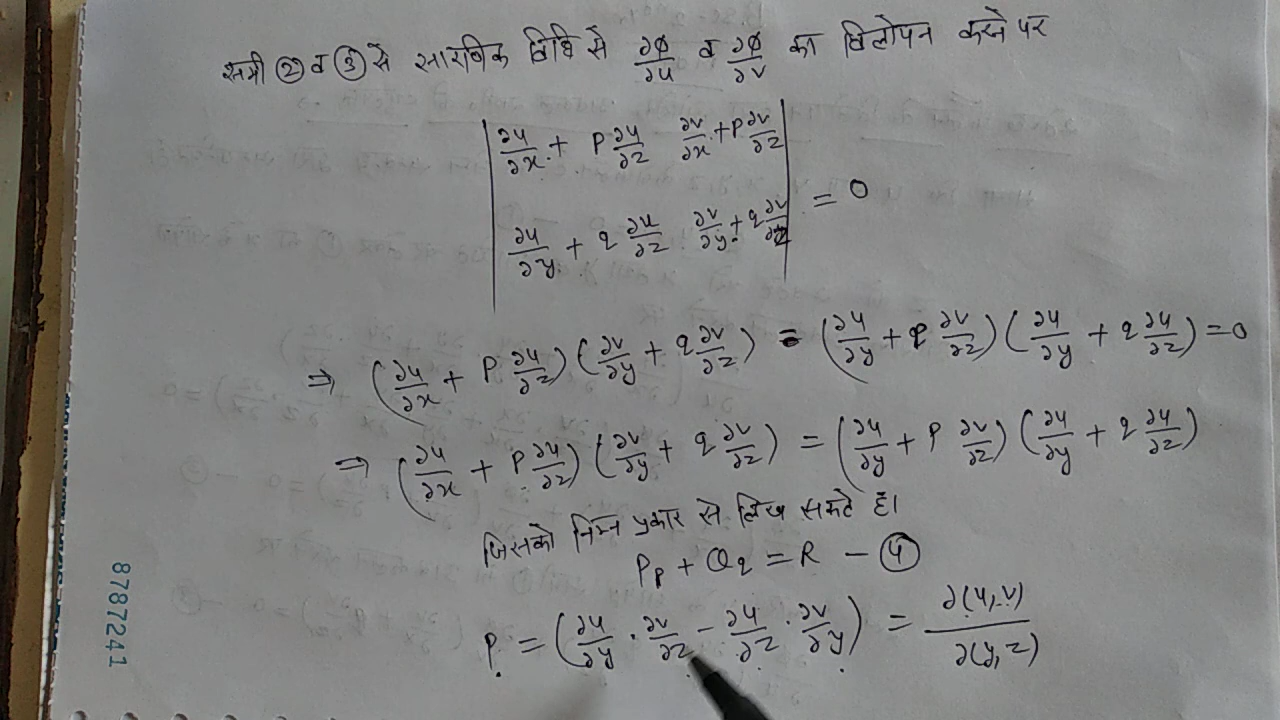 समी ② व ③ से सारणिक विधि से ∂φ/∂u व ∂φ/∂v का विलोपन करने पर
| ∂u/∂x + p ∂u/∂z   ∂v/∂x + p ∂v/∂z |
| ∂u/∂y + q ∂u/∂z   ∂v/∂y + q ∂v/∂z | = 0
⇒ (∂u/∂x + p ∂u/∂z) (∂v/∂y + q ∂v/∂z) = (∂u/∂y + p ∂v/∂z) (∂u/∂y + q ∂u/∂z) = 0
⇒ (∂u/∂x + p ∂u/∂z) (∂v/∂y + q ∂v/∂z) = (∂u/∂y + p ∂v/∂z) (∂u/∂y + q ∂u/∂z)
जिसको निम्न प्रकार से लिख सकते हैं।
Pp + Qq = R – ④
P = (∂u/∂y · ∂v/∂z – ∂u/∂z · ∂v/∂y) = ∂(u,v)/∂(y,z)
8787241